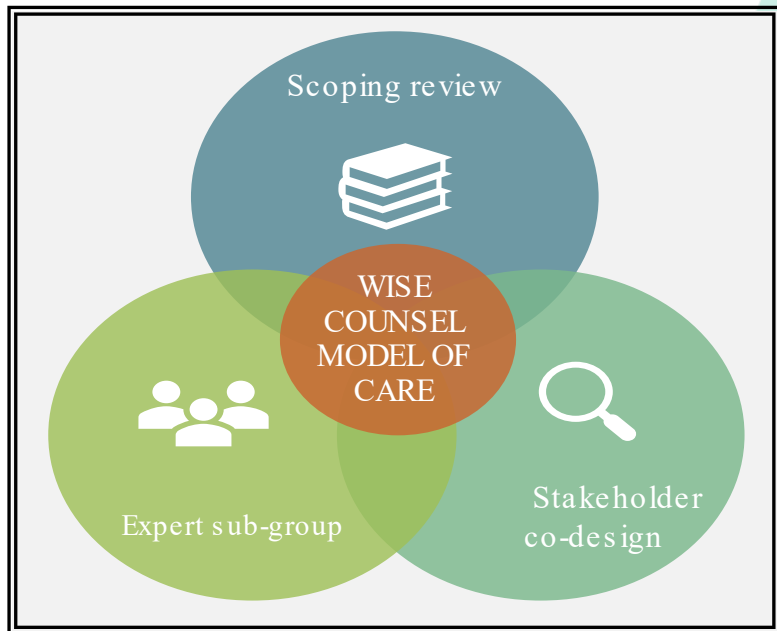 Scoping review
WISE
COUNSEL
MODEL OF
CARE
Expert sub-group
Stakeholder
co-design